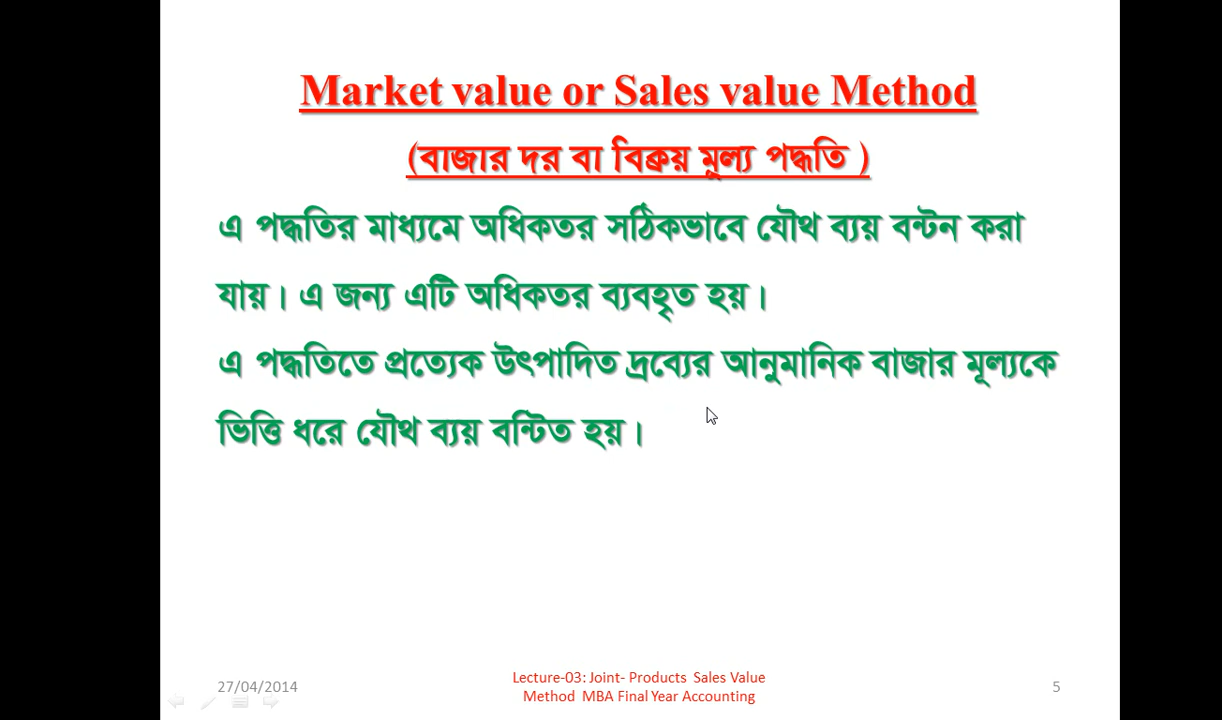 Market value or Sales value Method
(বাজার দর বা বিক্রয় মূল্য পদ্ধতি )
এ পদ্ধতির মাধ্যমে অধিকতর সঠিকভাবে যৌথ ব্যয় বন্টন করা
যায়। এ জন্য এটি অধিকতর ব্যবহৃত হয়।
এ পদ্ধতিতে প্রত্যেক উৎপাদিত দ্রব্যের আনুমানিক বাজার মূল্যকে
ভিত্তি ধরে যৌথ ব্যয় বন্টিত হয়।
27/04/2014
Lecture-03: Joint- Products Sales Value
Method MBA Final Year Accounting
5